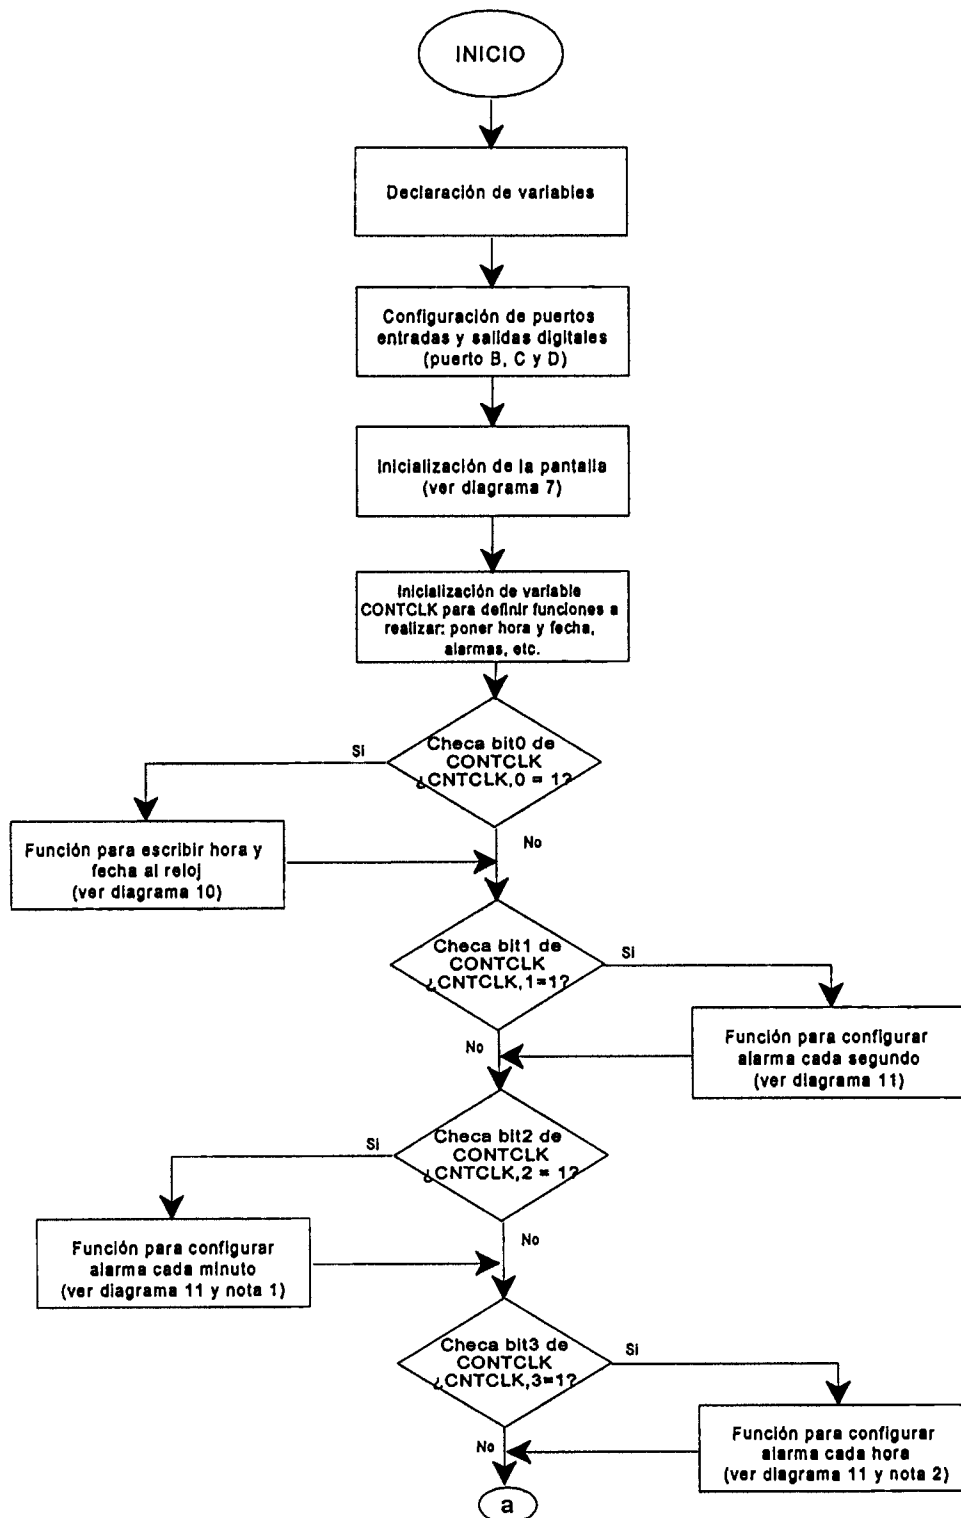 INICIO
Declaración de variables
Configuración de puertos
entradas y salidas digitales
(puerto B, C y D)
Inicialización de la pantalla
(ver diagrama 7)
Inicialización de variable
CONTCLK para definir funciones a
realizar: poner hora y fecha,
alarmas, etc.
Checa bit0 de
CONTCLK
¿CNTCLK,0 = 1?
Si
No
Función para escribir hora y
fecha al reloj
(ver diagrama 10)
Checa bit1 de
CONTCLK
¿CNTCLK,1=1?
Si
No
Función para configurar
alarma cada segundo
(ver diagrama 11)
Checa bit2 de
CONTCLK
¿CNTCLK,2 = 1?
Si
No
Función para configurar
alarma cada minuto
(ver diagrama 11 y nota 1)
Checa bit3 de
CONTCLK
¿CNTCLK,3=1?
Si
No
Función para configurar
alarma cada hora
(ver diagrama 11 y nota 2)
a